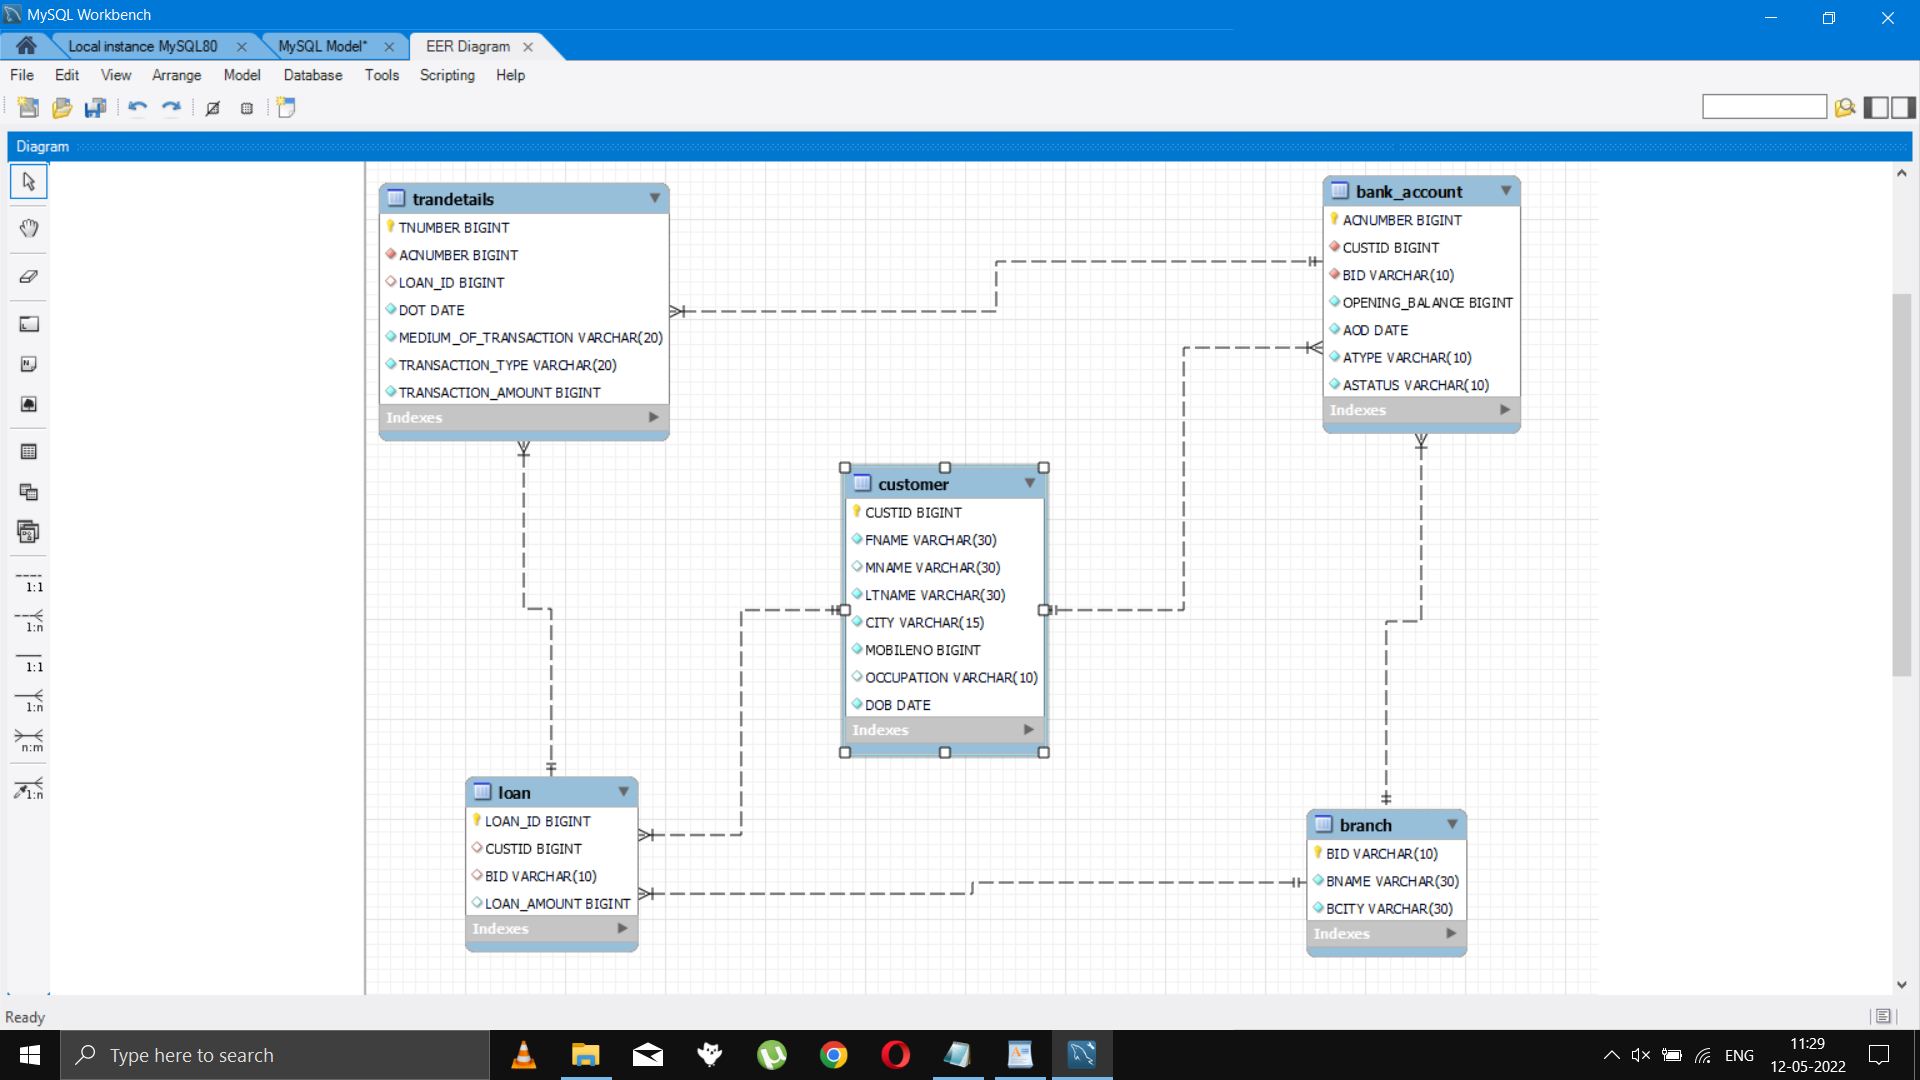 MySQL Workbench
Local instance MySQL80
MySQL Model*
EER Diagram
File Edit View Arrange Model Database Tools Scripting Help
Diagram
trandetails
TNUMBER BIGINT
ACNUMBER BIGINT
LOAN_ID BIGINT
DOT DATE
MEDIUM_OF_TRANSACTION VARCHAR(20)
TRANSACTION_TYPE VARCHAR(20)
TRANSACTION_AMOUNT BIGINT
Indexes
bank_account
ACNUMBER BIGINT
CUSTID BIGINT
BID VARCHAR(10)
OPENING_BALANCE BIGINT
AOD DATE
ATYPE VARCHAR(10)
ASTATUS VARCHAR(10)
Indexes
customer
CUSTID BIGINT
FNAME VARCHAR(30)
MNAME VARCHAR(30)
LTNAME VARCHAR(30)
CITY VARCHAR(15)
MOBILENO BIGINT
OCCUPATION VARCHAR(10)
DOB DATE
Indexes
1:1
1:n
1:1
1:n
n:m
1:n
loan
LOAN_ID BIGINT
CUSTID BIGINT
BID VARCHAR(10)
LOAN_AMOUNT BIGINT
Indexes
branch
BID VARCHAR(10)
BNAME VARCHAR(30)
BCITY VARCHAR(30)
Indexes
Ready
Type here to search
ENG
11:29
12-05-2022